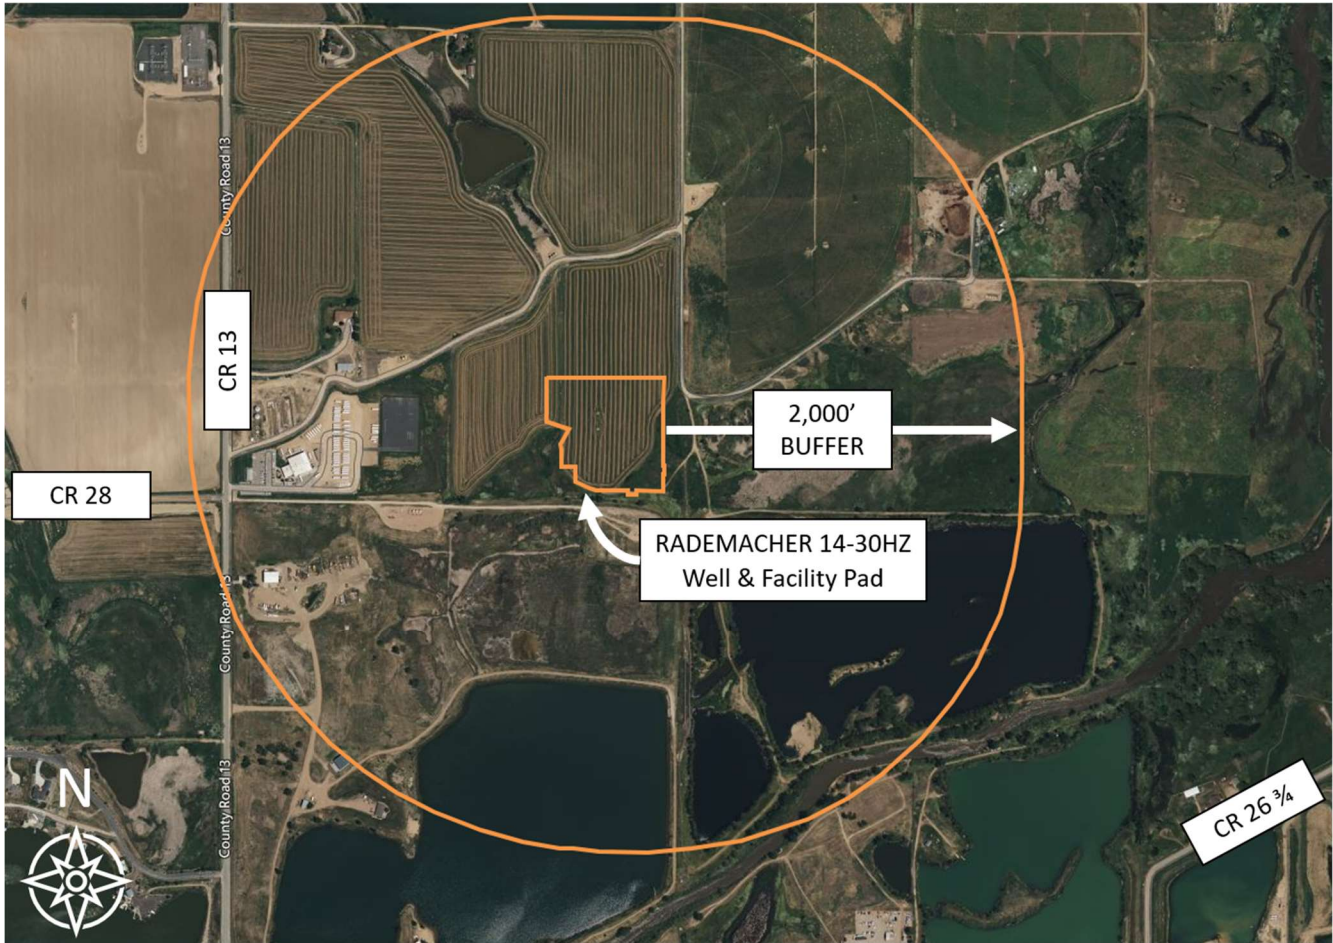 County Road 13
CR 13
2,000’
BUFFER
CR 28
RADEMACHER 14-30HZ
Well & Facility Pad
County Road 13
County Road 13
N
CR 26 ¾